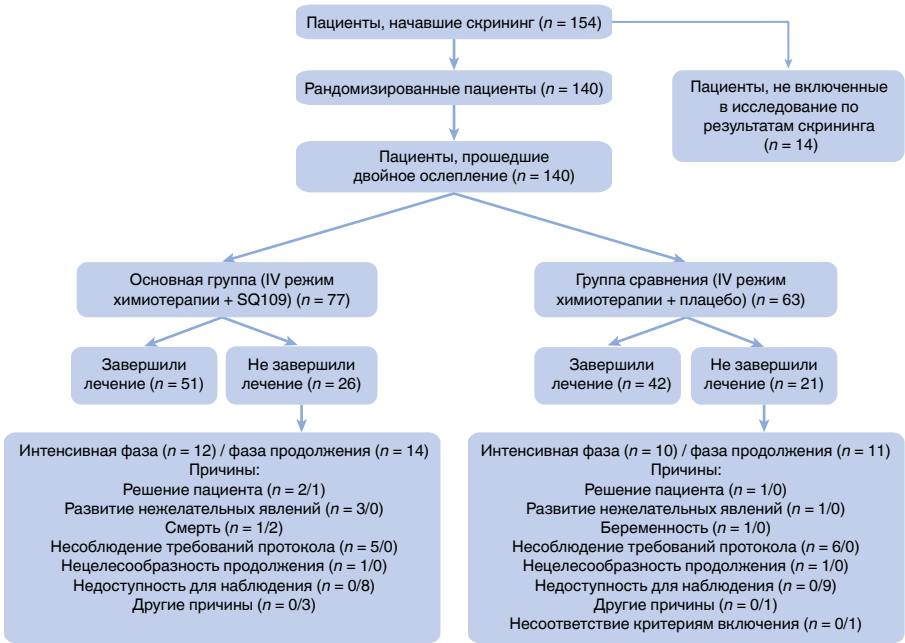 Пациенты, начавшие скрининг (n = 154)
Рандомизированные пациенты (n = 140)
Пациенты, не включенные
в исследование по
результатам скрининга
(n = 14)
Пациенты, прошедшие
двойное ослепление (n = 140)
Основная группа (IV режим
химиотерапии + SQ109) (n = 77)
Группа сравнения (IV режим
химиотерапии + плацебо) (n = 63)
Завершили
лечение (n = 51)
Не завершили
лечение (n = 26)
Завершили
лечение (n = 42)
Не завершили
лечение (n = 21)
Интенсивная фаза (n = 12) / фаза продолжения (n = 14)
Причины:
Решение пациента (n = 2/1)
Развитие нежелательных явлений (n = 3/0)
Смерть (n = 1/2)
Несоблюдение требований протокола (n = 5/0)
Нецелесообразность продолжения (n = 1/0)
Недоступность для наблюдения (n = 0/8)
Другие причины (n = 0/3)
Интенсивная фаза (n = 10) / фаза продолжения (n = 11)
Причины:
Решение пациента (n = 1/0)
Развитие нежелательных явлений (n = 1/0)
Беременность (n = 1/0)
Несоблюдение требований протокола (n = 6/0)
Нецелесообразность продолжения (n = 1/0)
Недоступность для наблюдения (n = 0/9)
Другие причины (n = 0/1)
Несоответствие критериям включения (n = 0/1)